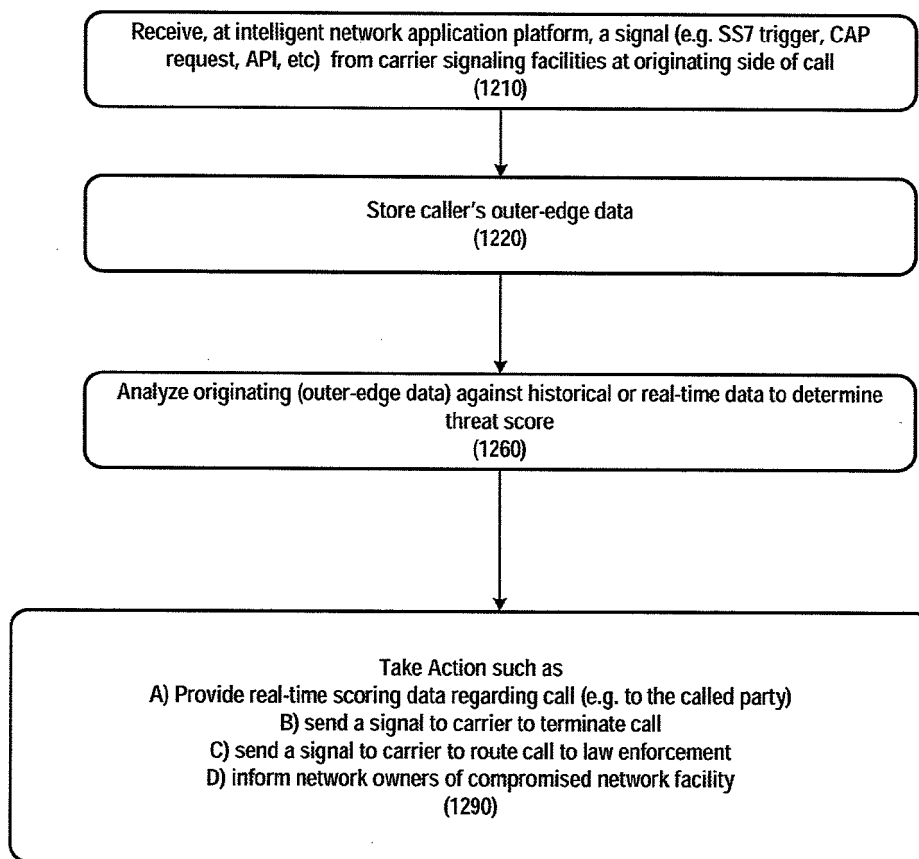 Receive, at intelligent network application platform, a signal (e.g. SS7 trigger, CAP
request, API, etc) from carrier signaling facilities at originating side of call
(1210)
Store caller's outer-edge data
(1220)
Analyze originating (outer-edge data) against historical or real-time data to determine
threat score
(1260)
Take Action such as
A) Provide real-time scoring data regarding call (e.g. to the called party)
B) send a signal to carrier to terminate call
C) send a signal to carrier to route call to law enforcement
D) inform network owners of compromised network facility
(1290)